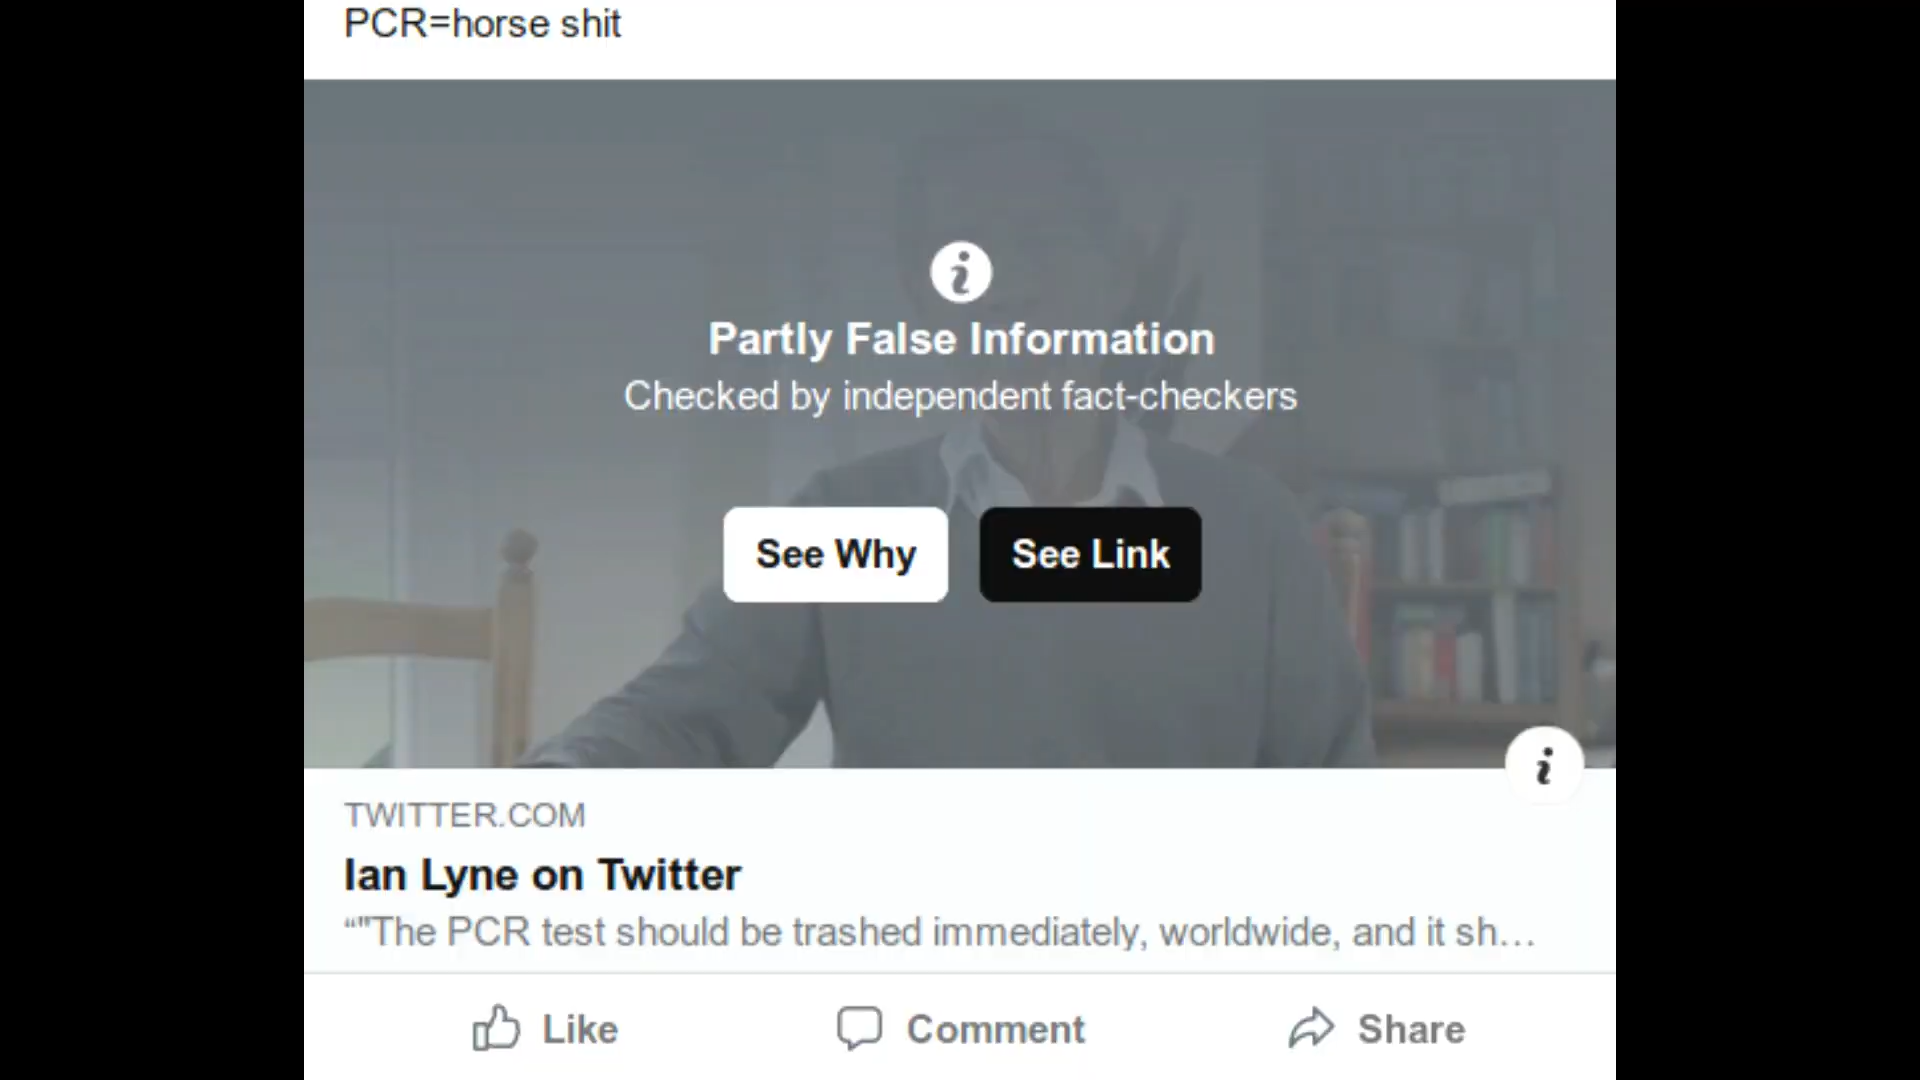 PCR=horse shit
i
Partly False Information
Checked by independent fact-checkers
See Why
See Link
i
TWITTER.COM
Ian Lyne on Twitter
“"The PCR test should be trashed immediately, worldwide, and it sh...
Like
Comment
Share